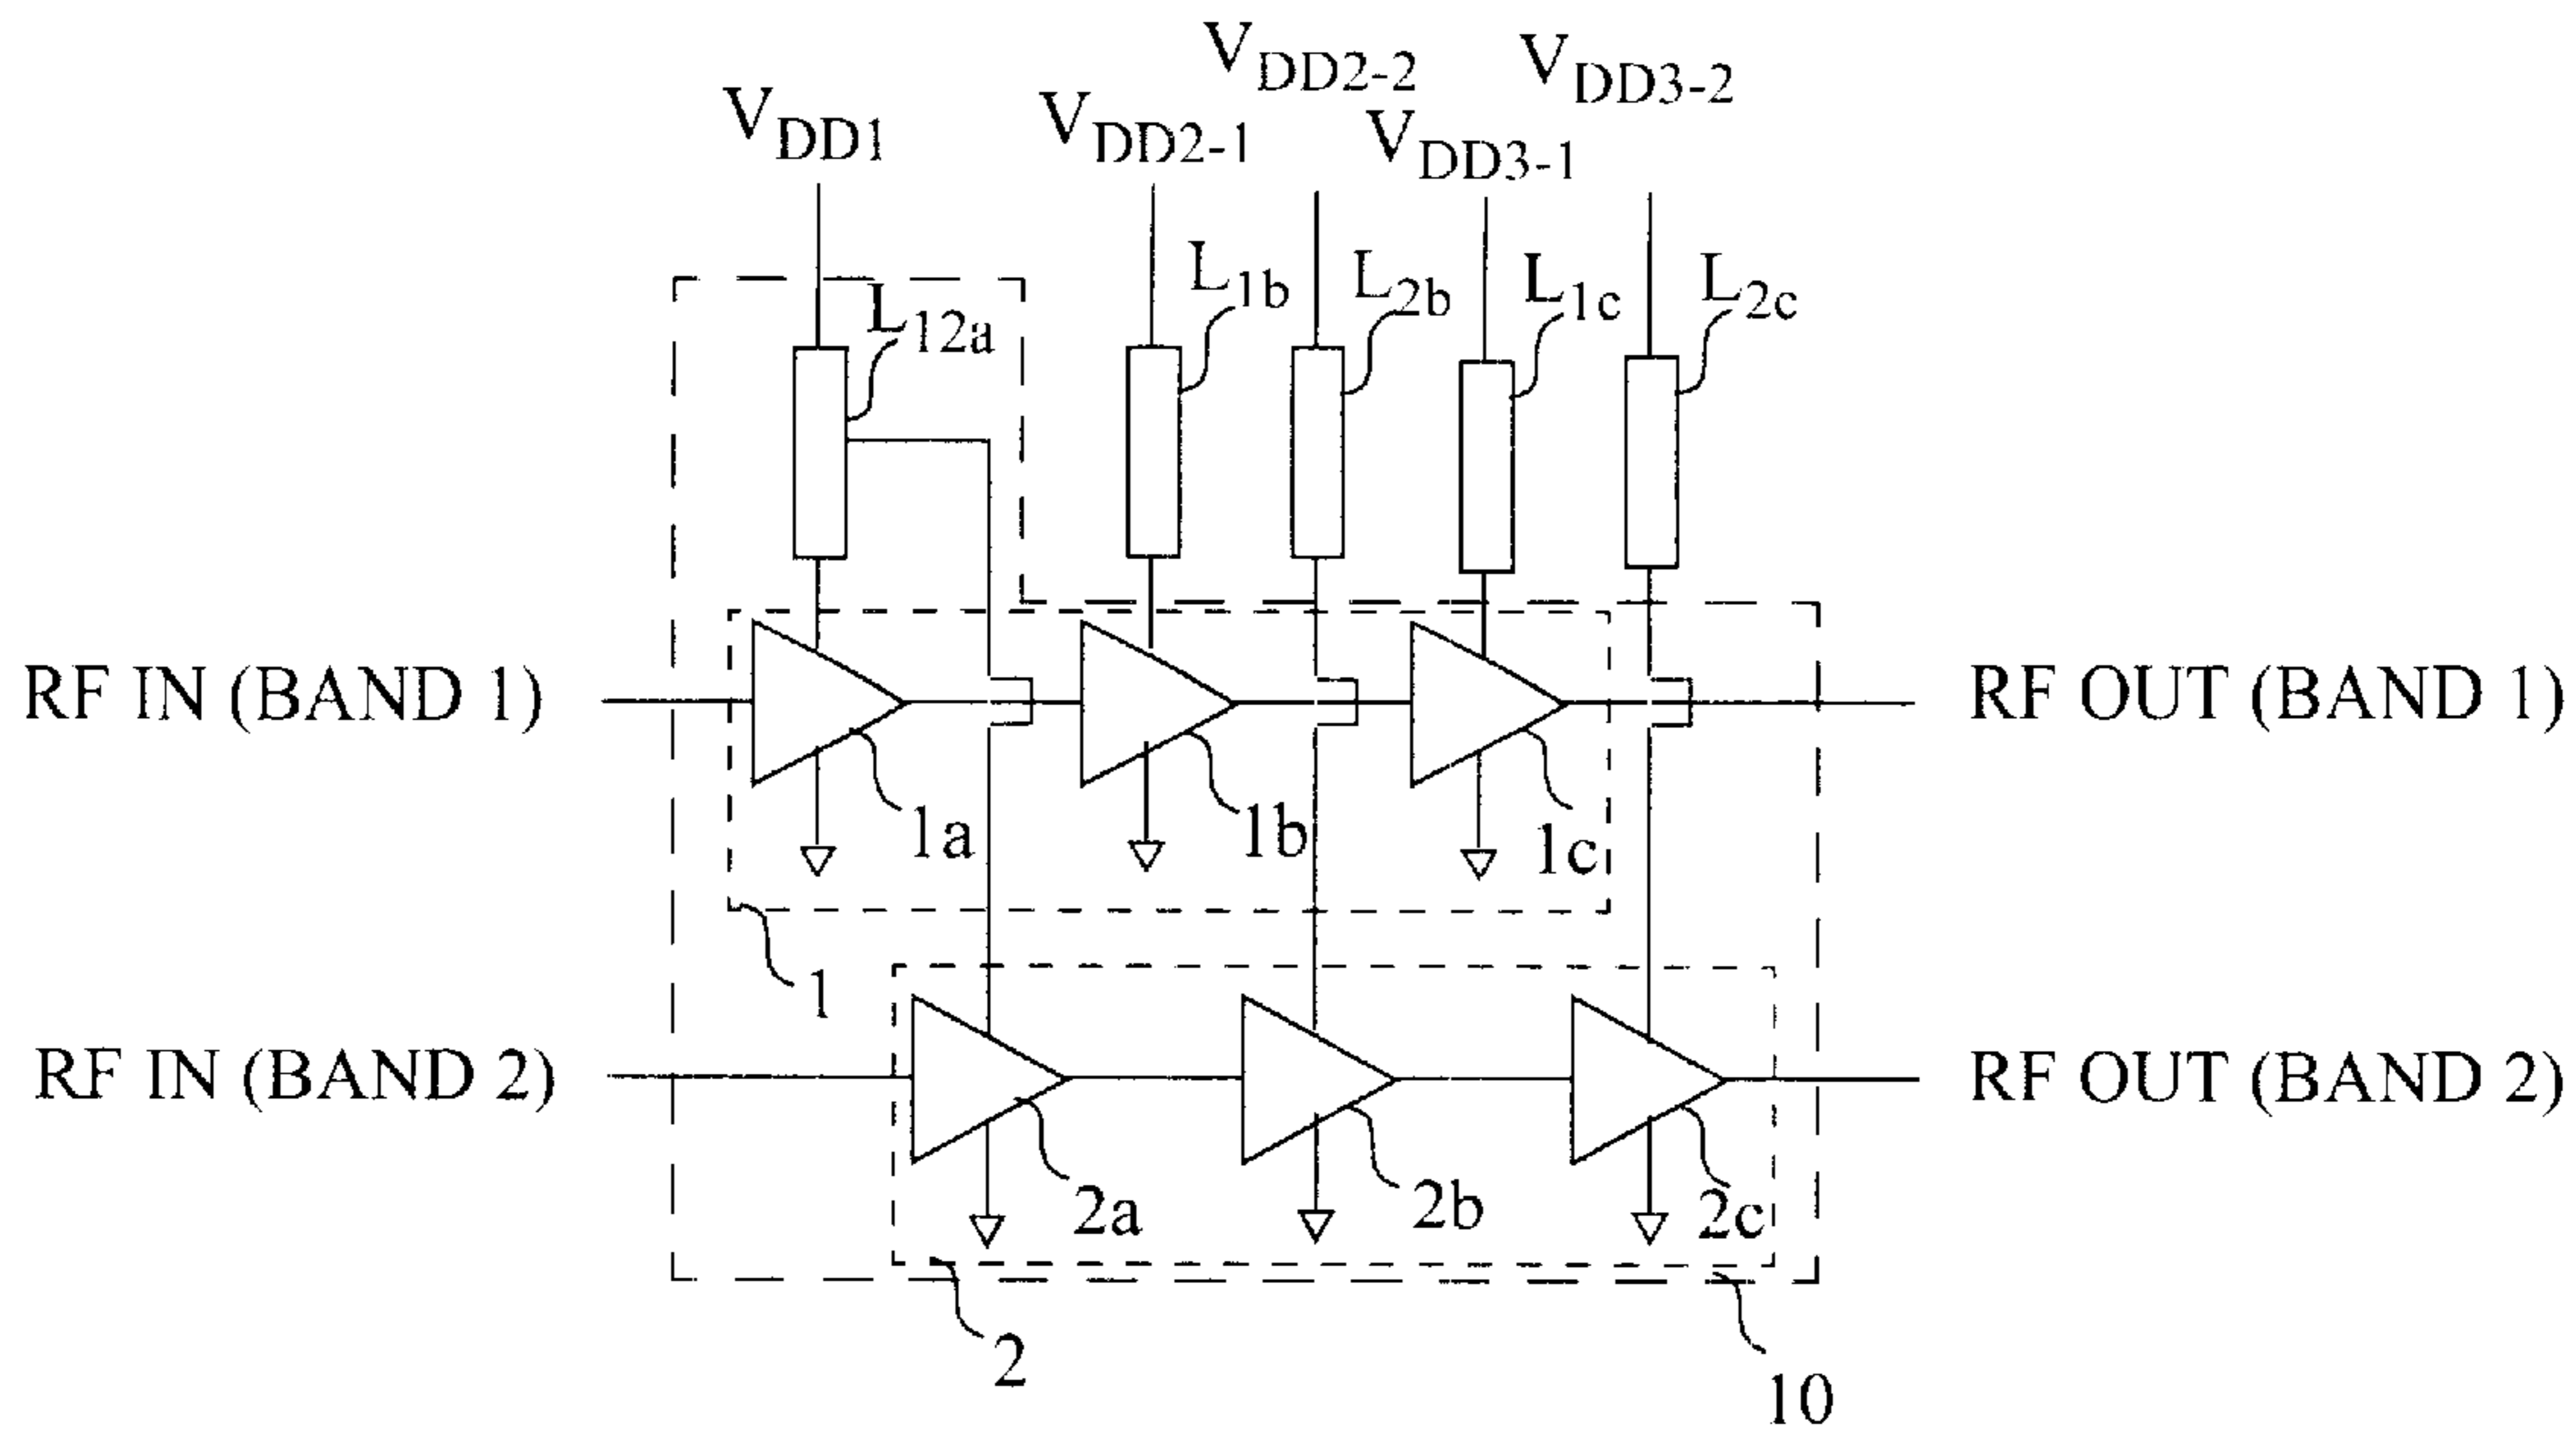 VDD2-2
VDD3-2
VDD1
VDD2-1
VDD3-1
L1b
L2b
L1c
L2c
L12a
RF IN (BAND 1)
RF OUT (BAND 1)
1a
1b
1c
1
RF IN (BAND 2)
RF OUT (BAND 2)
2a
2b
2c
2
10